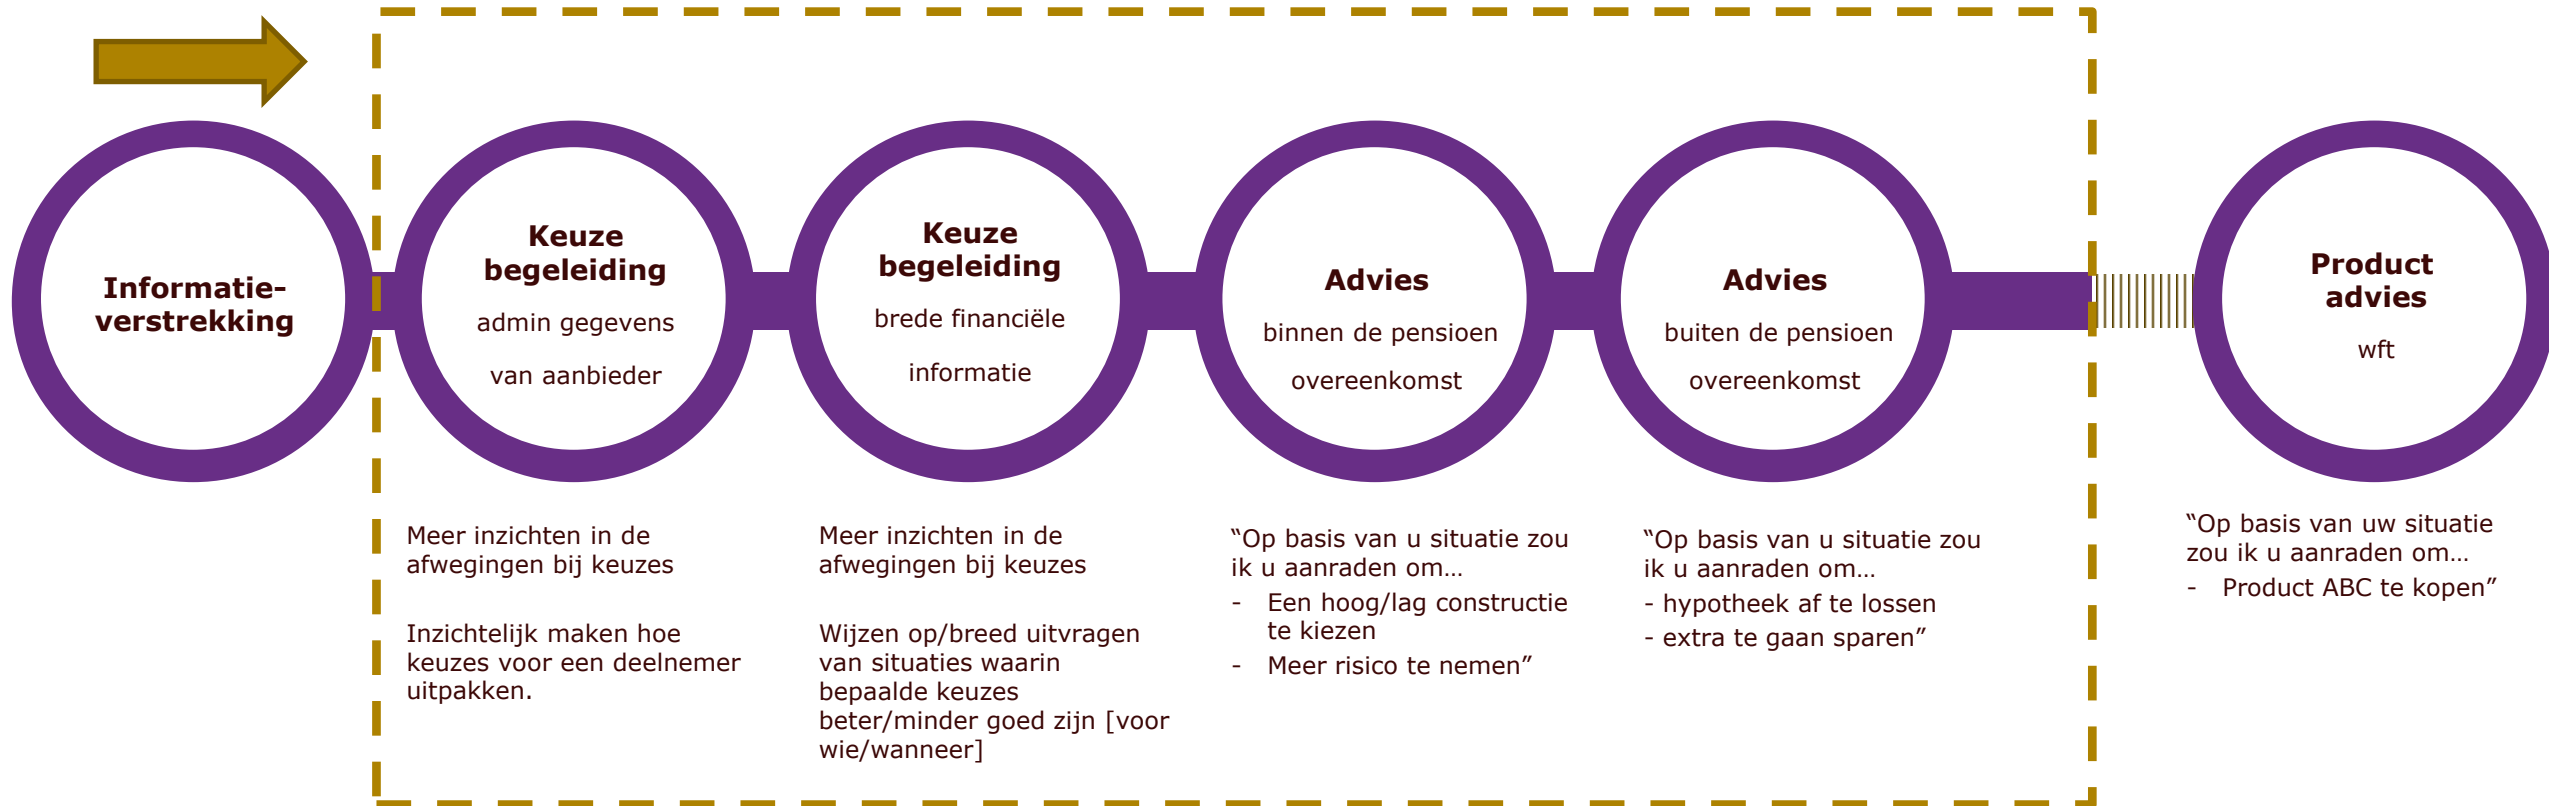 Informatie-
verstrekking
Keuze
begeleiding
admin gegevens
van aanbieder
Keuze
begeleiding
brede financiële
informatie
Advies
binnen de pensioen
overeenkomst
Advies
buiten de pensioen
overeenkomst
Product
advies
wft
Meer inzichten in de
afwegingen bij keuzes
Inzichtelijk maken hoe
keuzes voor een deelnemer
uitpakken.
Meer inzichten in de
afwegingen bij keuzes
Wijzen op/breed uitvragen
van situaties waarin
bepaalde keuzes
beter/minder goed zijn [voor
wie/wanneer]
“Op basis van u situatie zou
ik u aanraden om…
- Een hoog/lag constructie
te kiezen
- Meer risico te nemen”
“Op basis van u situatie zou
ik u aanraden om…
- hypotheek af te lossen
- extra te gaan sparen”
“Op basis van uw situatie
zou ik u aanraden om…
- Product ABC te kopen”